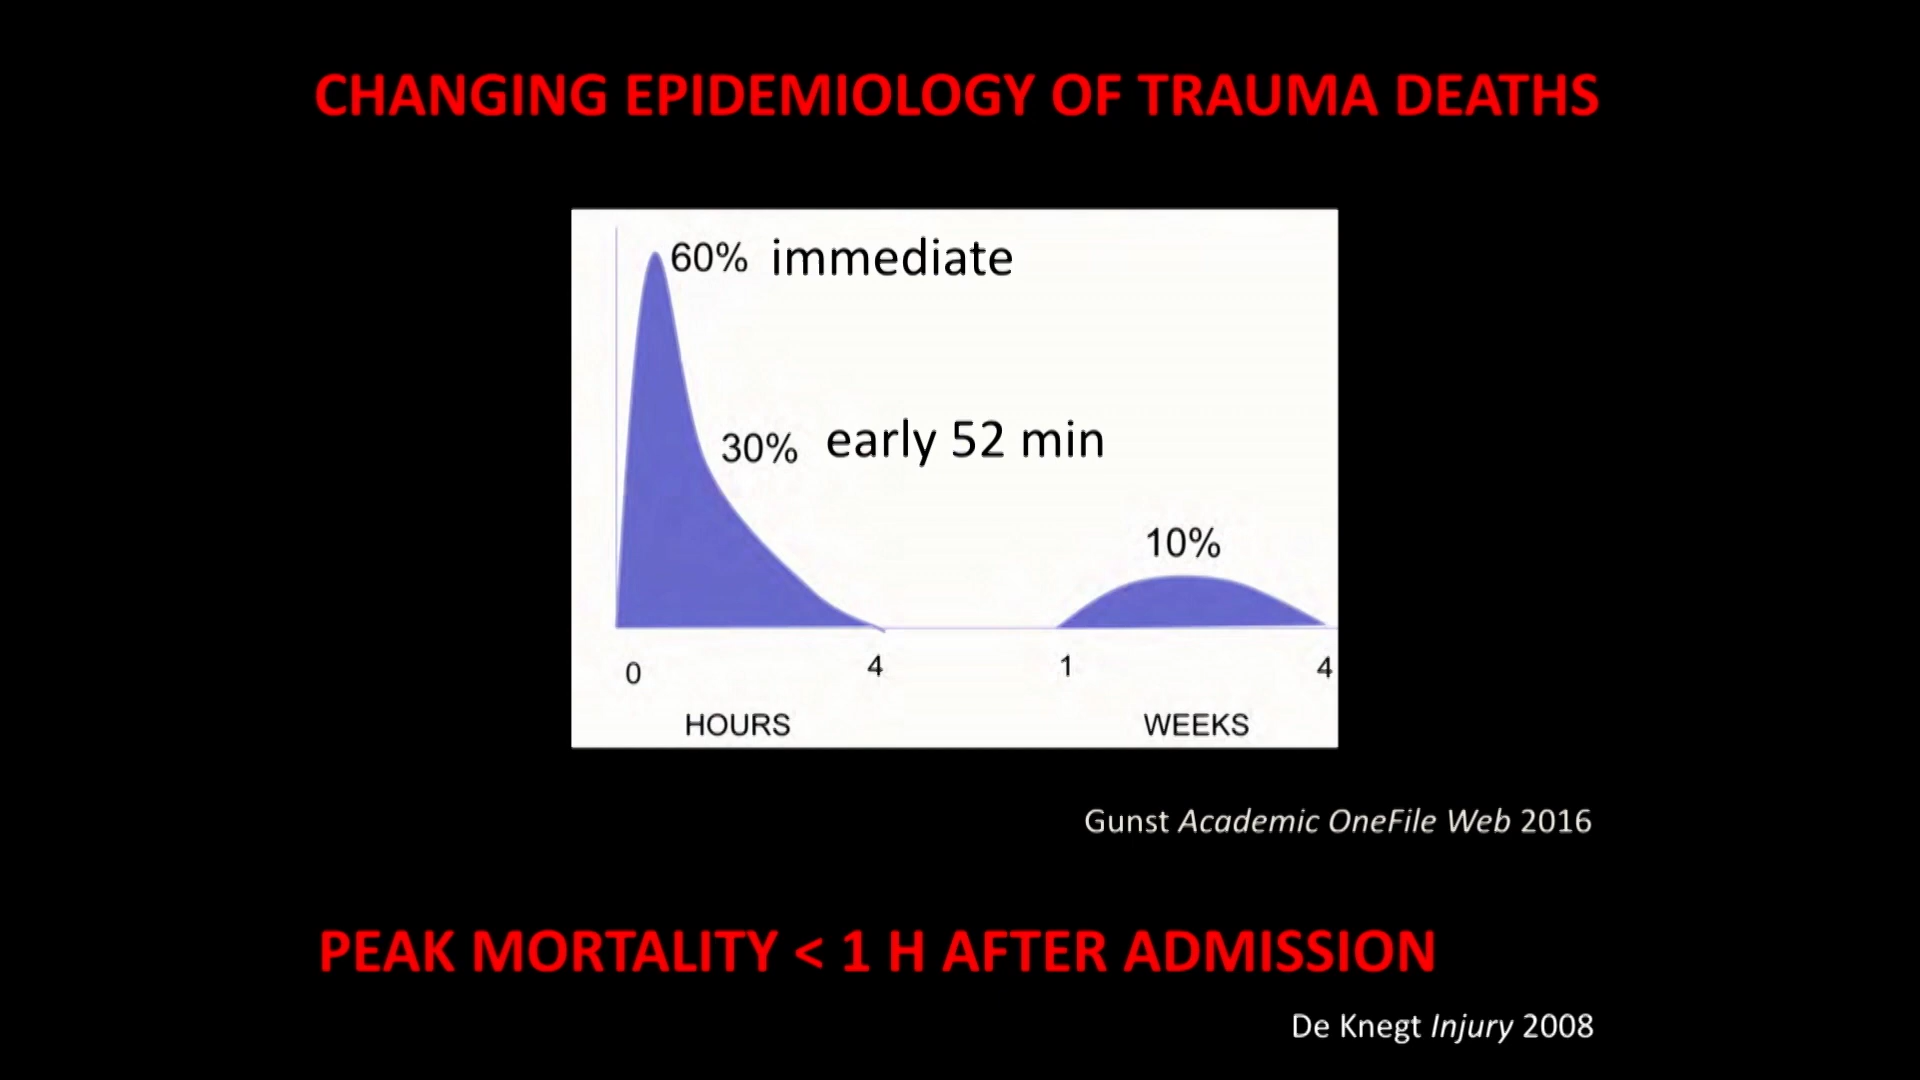 CHANGING EPIDEMIOLOGY OF TRAUMA DEATHS
60% immediate
30% early 52 min
10%
0 4 1 4
HOURS WEEKS
Gunst Academic OneFile Web 2016
PEAK MORTALITY < 1 H AFTER ADMISSION
De Knegt Injury 2008